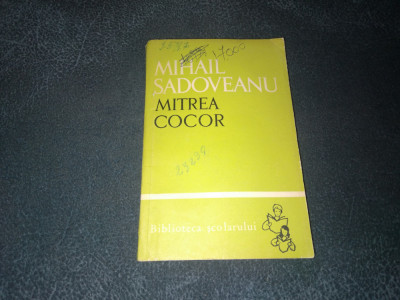 MIHAIL
SADOVEANU
MITREA
COCOR
Biblioteca școlarului